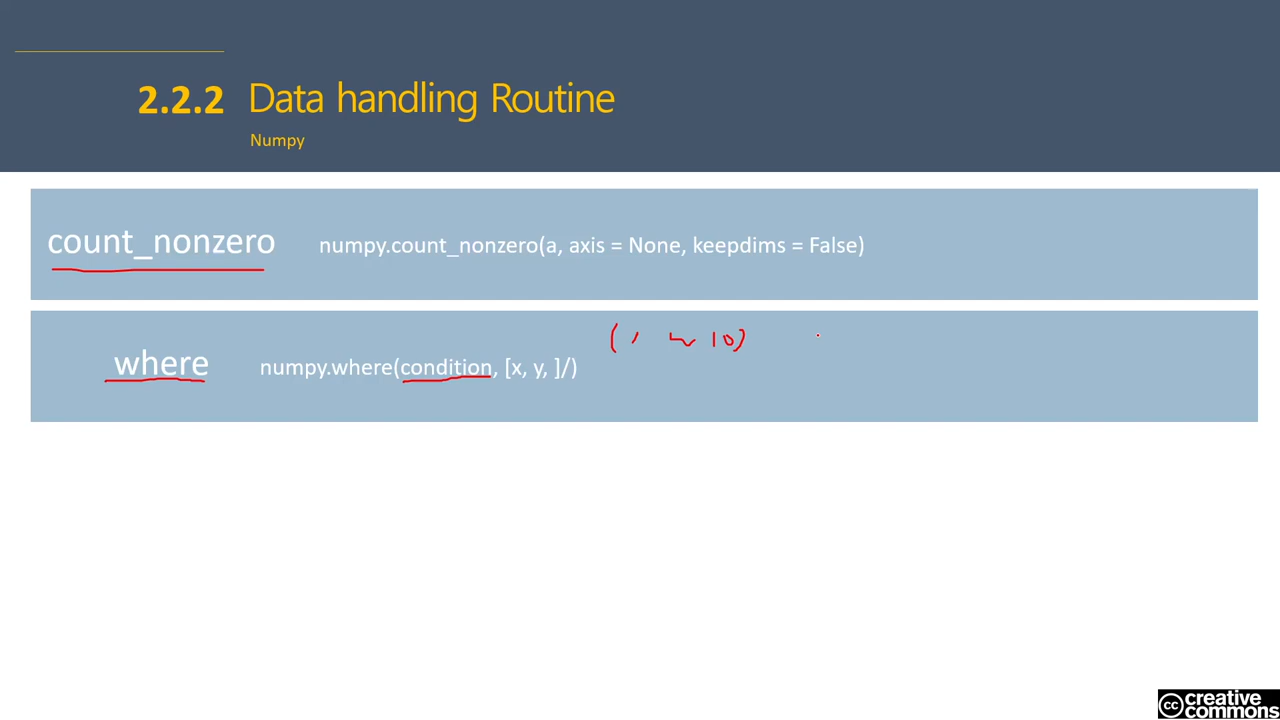 2.2.2 Data handling Routine
Numpy
count_nonzero numpy.count_nonzero(a, axis = None, keepdims = False)
(1 ~ 10)
where numpy.where(condition, [x, y, ]/)
cc creative commons